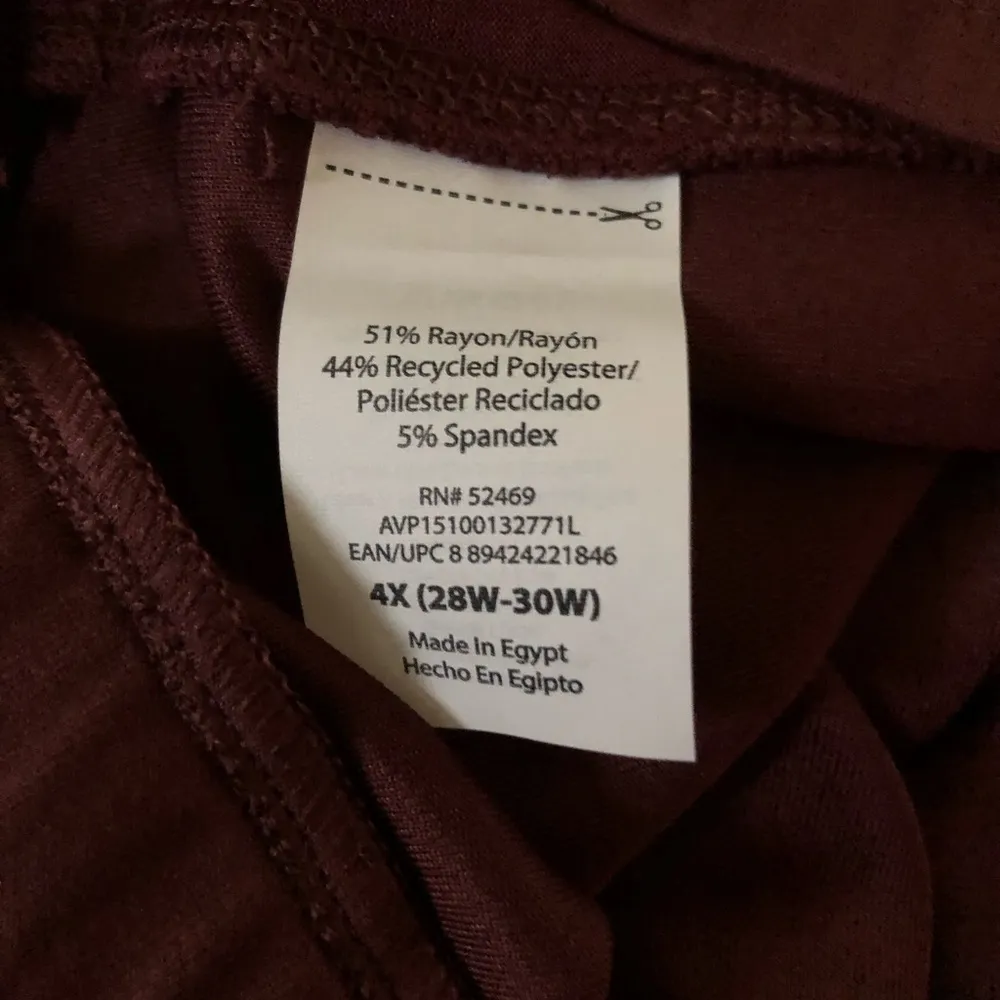 51% Rayon/Rayón
44% Recycled Polyester/
Poliéster Reciclado
5% Spandex
RN# 52469
AVP15100132771L
EAN/UPC 8 89424221846
4X (28W-30W)
Made In Egypt
Hecho En Egipto